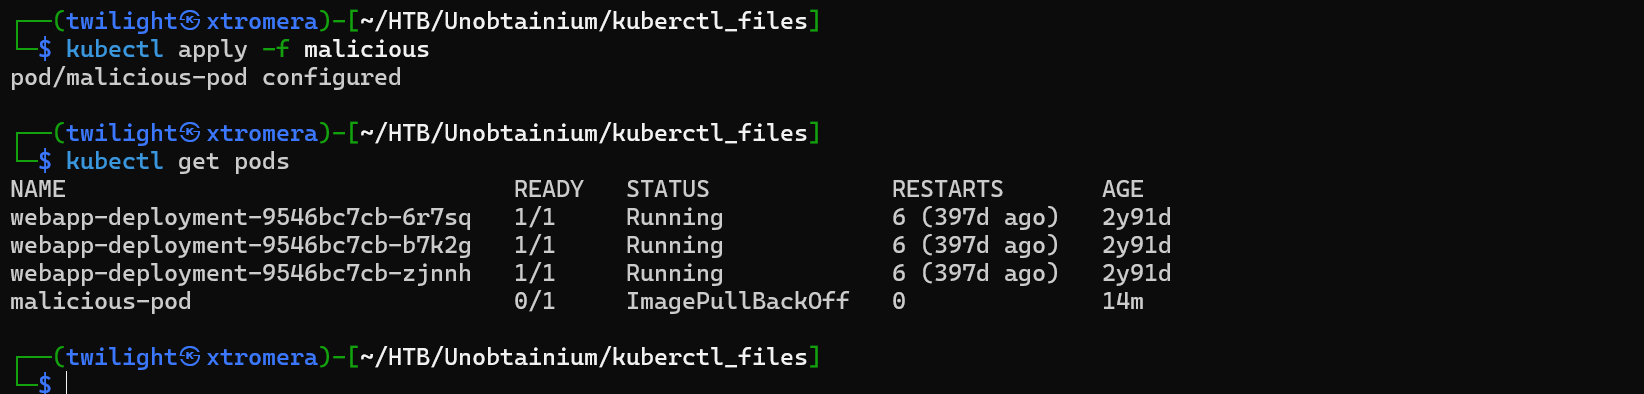 ┌──(twilight㉿xtromera)-[~/HTB/Unobtainium/kuberctl_files]
└─$ kubectl apply -f malicious
pod/malicious-pod configured
┌──(twilight㉿xtromera)-[~/HTB/Unobtainium/kuberctl_files]
└─$ kubectl get pods
NAME READY STATUS RESTARTS AGE
webapp-deployment-9546bc7cb-6r7sq 1/1 Running 6 (397d ago) 2y91d
webapp-deployment-9546bc7cb-b7k2g 1/1 Running 6 (397d ago) 2y91d
webapp-deployment-9546bc7cb-zjnnh 1/1 Running 6 (397d ago) 2y91d
malicious-pod 0/1 ImagePullBackOff 0 14m
┌──(twilight㉿xtromera)-[~/HTB/Unobtainium/kuberctl_files]
└─$